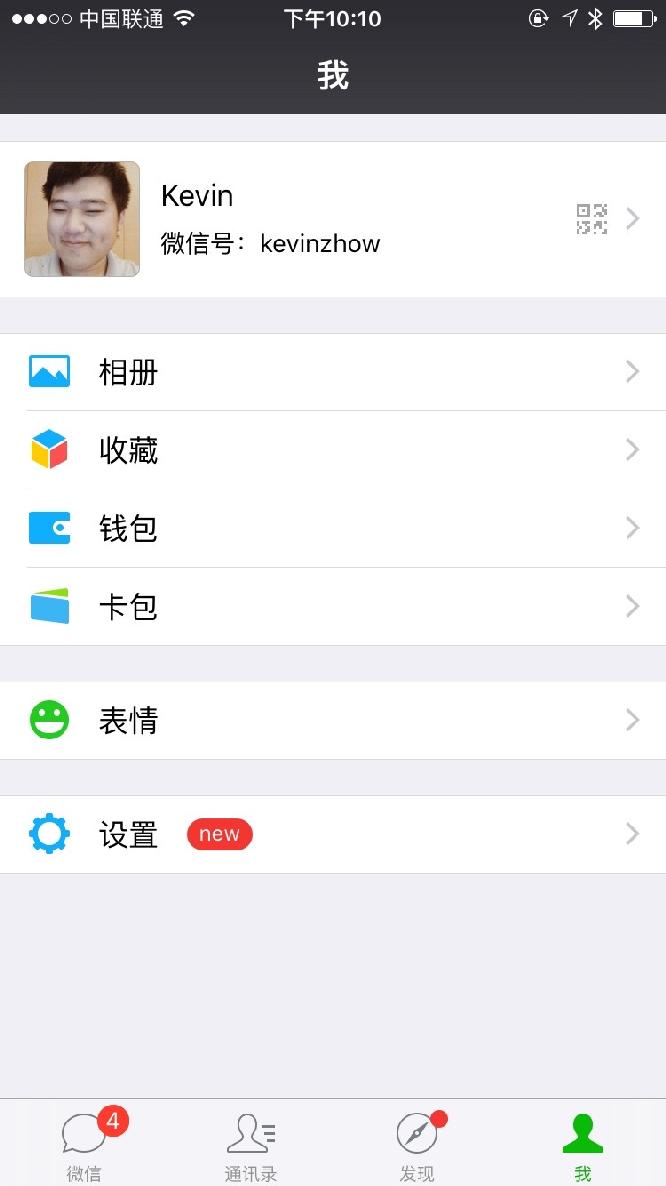 中国联通
下午10:10
我
Kevin
微信号：kevinzhow
相册
收藏
钱包
卡包
表情
设置
new
4
微信
通讯录
发现
我